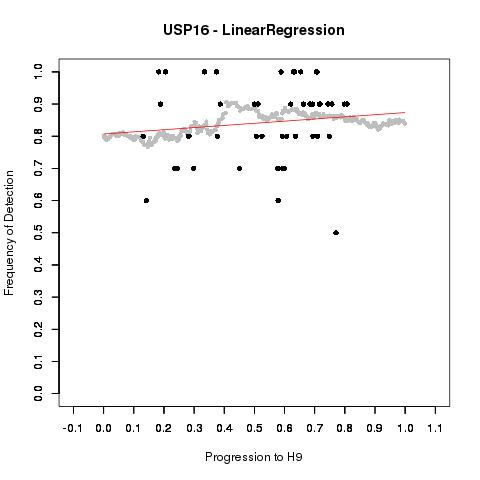 USP16 - LinearRegression
Frequency of Detection
1.0
0.9
0.8
0.7
0.6
0.5
0.4
0.3
0.2
0.1
0.0
-0.1 0.0 0.1 0.2 0.3 0.4 0.5 0.6 0.7 0.8 0.9 1.0 1.1
Progression to H9